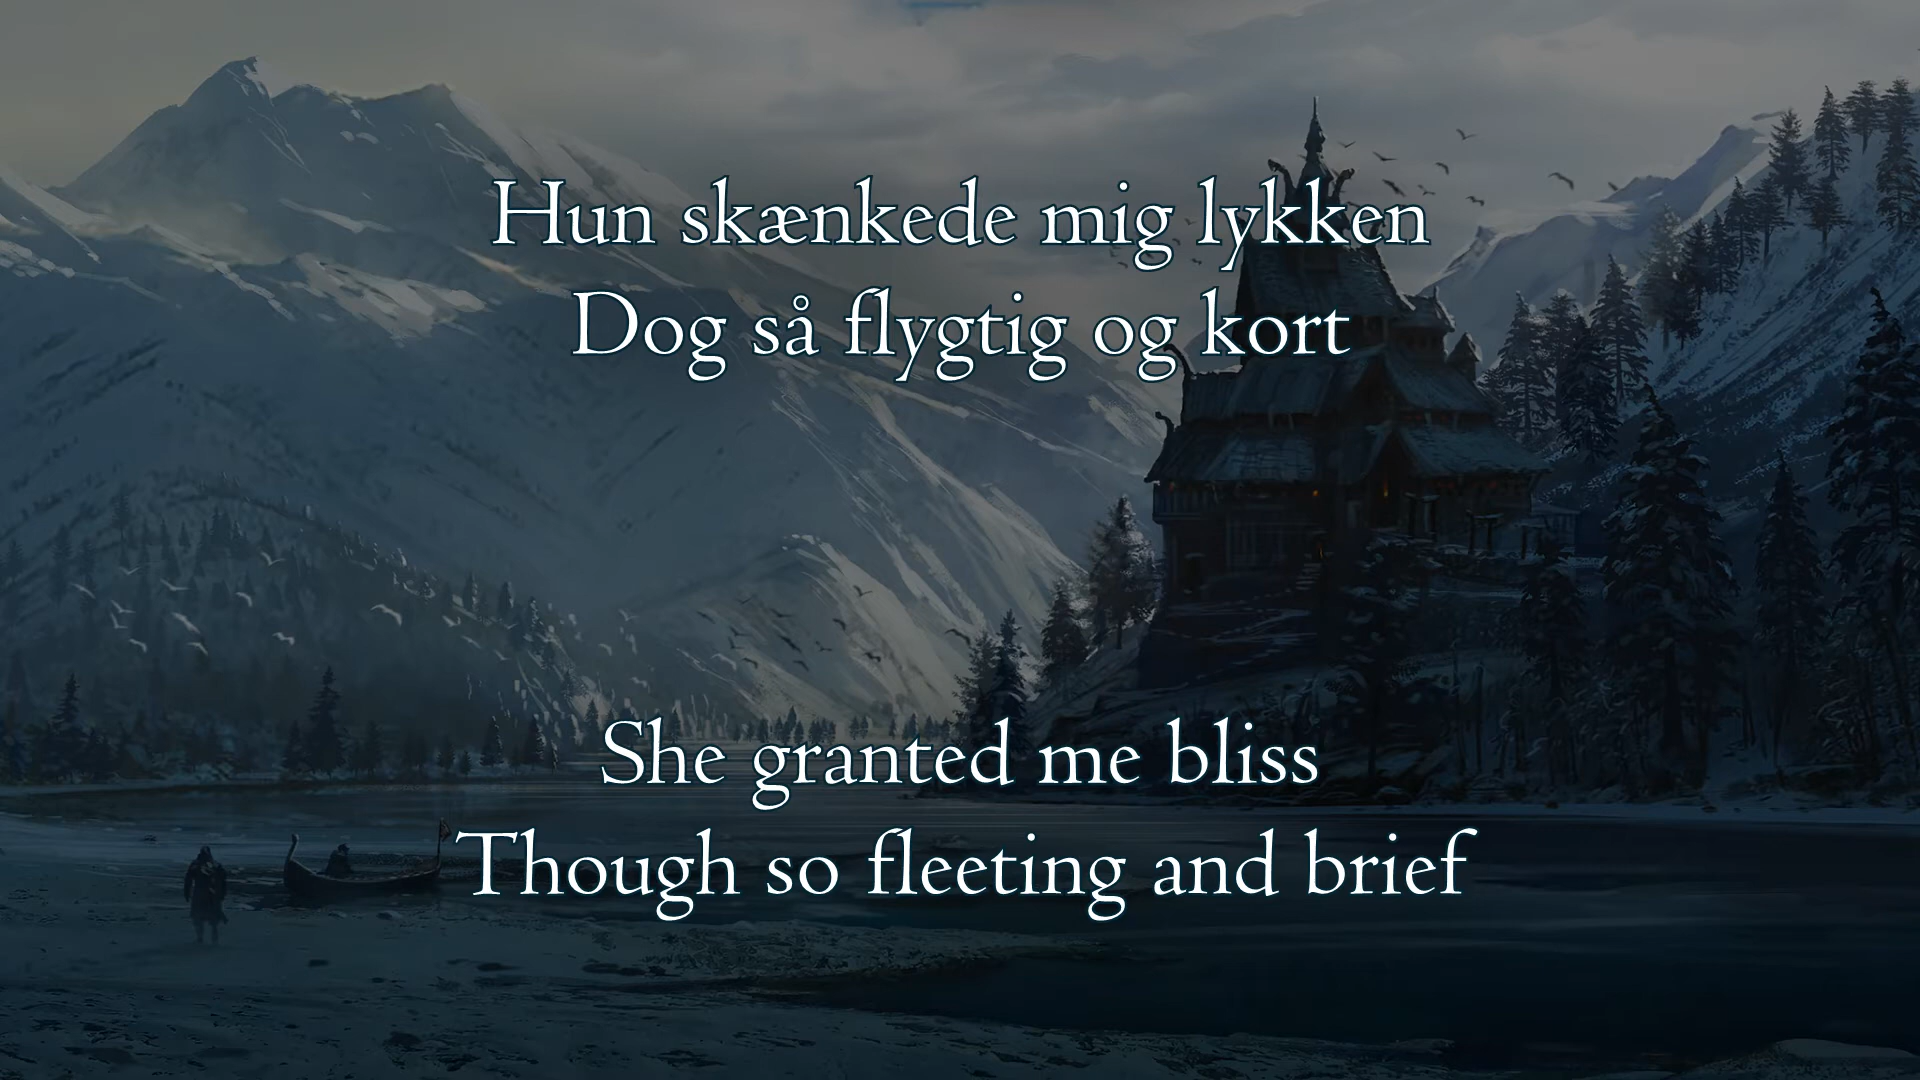 Hun skænkede mig lykken
Dog så flygtig og kort
She granted me bliss
Though so fleeting and brief